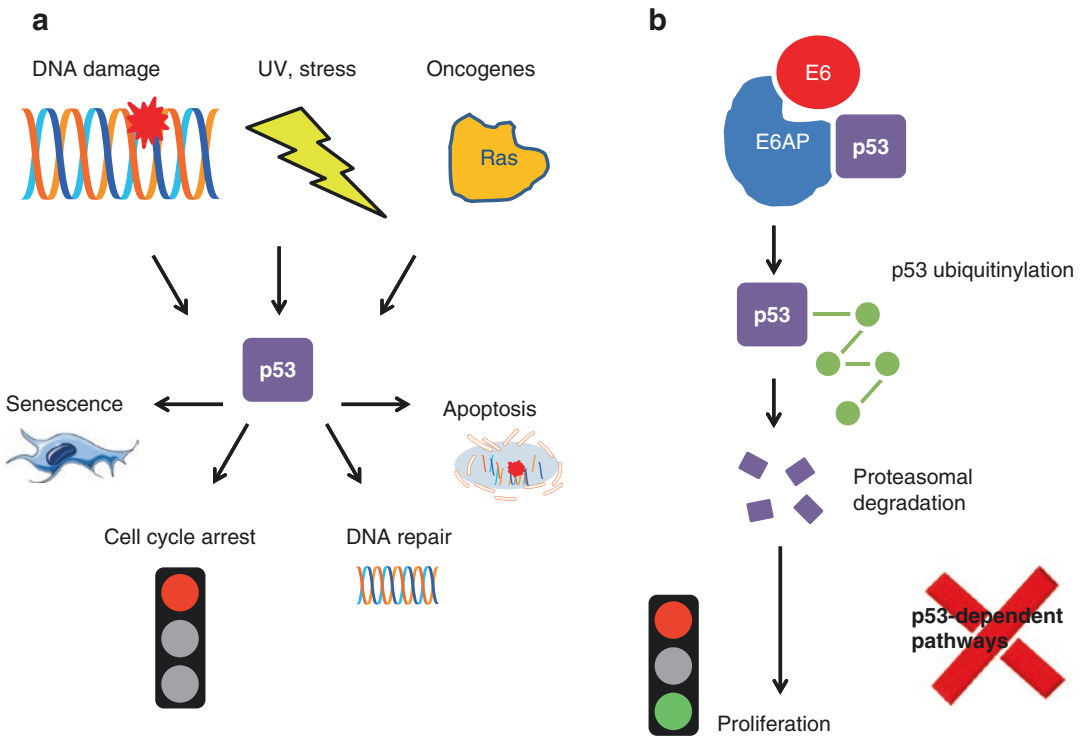 a
DNA damage
UV, stress
Oncogenes
Ras
p53
Senescence
Apoptosis
Cell cycle arrest
DNA repair
b
E6
E6AP
p53
p53 ubiquitinylation
p53
Proteasomal
degradation
p53-dependent
pathways
Proliferation